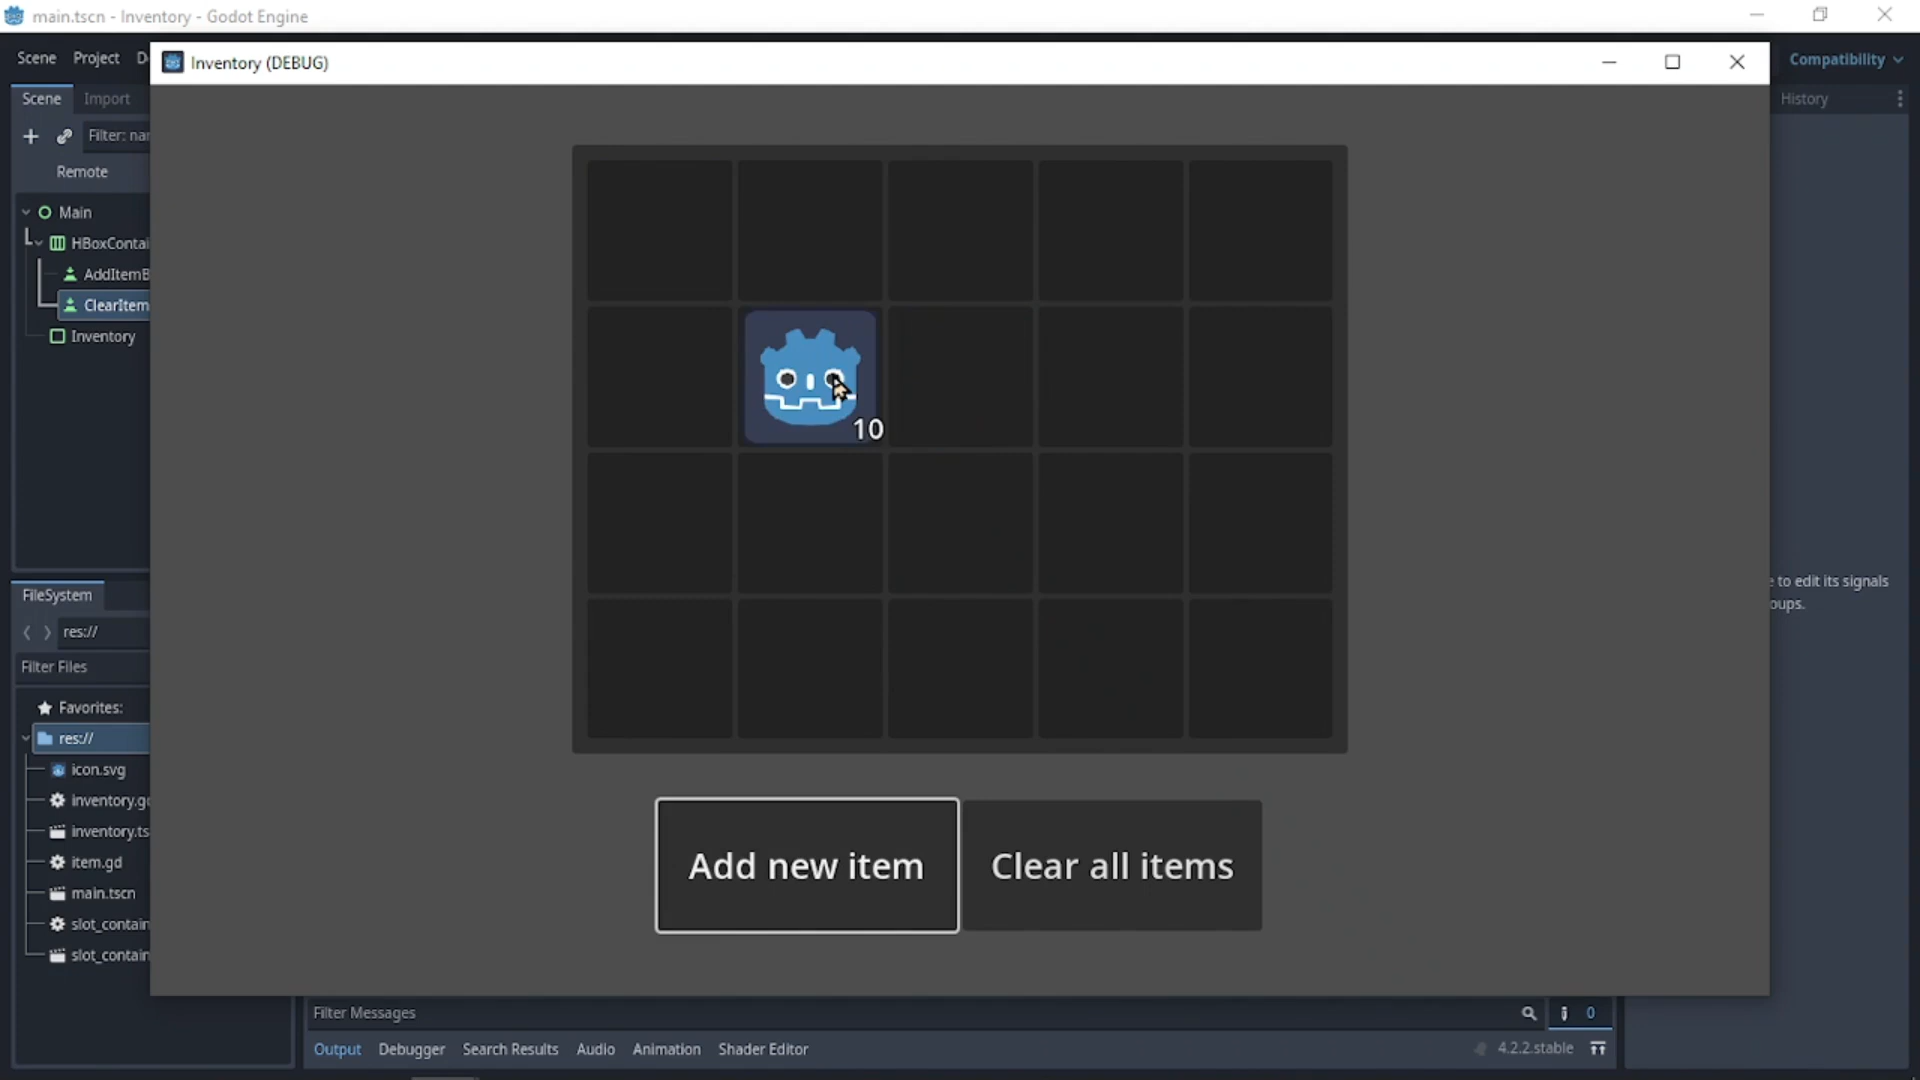 main.tscn - Inventory - Godot Engine
Scene Project D
Inventory (DEBUG)
Compatibility
Scene Import
History
Filter: nar
Remote
Main
HBoxContai
AddItemB
ClearItem
Inventory
10
Add new item
Clear all items
e to edit its signals
oups.
FileSystem
res://
Filter Files
Favorites:
res://
icon.svg
inventory.gd
inventory.ts
item.gd
main.tscn
slot_contain
slot_contain
Filter Messages
0
Output Debugger Search Results Audio Animation Shader Editor
4.2.2.stable